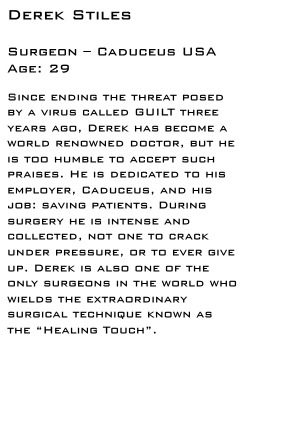 Derek Stiles
Surgeon – Caduceus USA
Age: 29
Since ending the threat posed
by a virus called GUILT three
years ago, Derek has become a
world renowned doctor, but he
is too humble to accept such
praises. He is dedicated to his
employer, Caduceus, and his
job: saving patients. During
surgery he is intense and
collected, not one to crack
under pressure, or to ever give
up. Derek is also one of the
only surgeons in the world who
wields the extraordinary
surgical technique known as
the “Healing Touch”.